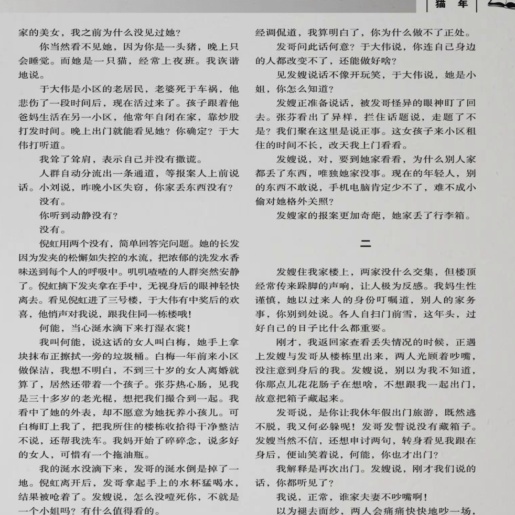 猫 年
家的美女，我之前为什么没见过她？
你当然看不见她，因为你是一头猪，晚上只
会睡觉。而她是一只猫，经常上夜班。我诙谐
地说。
于大伟是小区的老居民，老婆死于车祸，他
悲伤了一段时间后，现在活过来了。孩子跟着他
爸妈生活在另一小区，他常年自闭在家，靠炒股
打发时间。晚上出门就能看见她？你确定？于大
伟打听道。
我耸了耸肩，表示自己并没有撒谎。
人群自动分流出一条通道，等报案人上前说
话。小刘说，昨晚小区失窃，你家丢东西没有？
没有。
你听到动静没有？
没有。
倪虹用两个没有，简单回答完问题。她的长发
因为发夹的松懈如失控的水流，把浓郁的洗发水香
味送到每个人的呼吸中。叽叽喳喳的人群突然安静
了。倪虹摘下发夹拿在手中，无视身后的眼神轻快
离去。看见倪虹进了三号楼，于大伟有中奖后的欢
喜，他悄声对我说，跟我住同一栋楼哦！
何能，当心涎水滴下来打湿衣裳！
我叫何能，说这话的女人叫白梅，她手上拿
块抹布正擦拭一旁的垃圾桶。白梅一年前来小区
做保洁，我想不明白，不到三十岁的女人离婚就
算了，居然还带着一个孩子。张芬热心肠，见我
是三十多岁的老光棍，想把我们撮合到一起。我
看中了她的外表，却不愿意为她抚养小孩儿。可
白梅盯上我了，把我所住的楼栋收拾得干净整洁
不说，还帮我洗车。我妈开始了碎碎念，说多好
的女人，可惜有一个拖油瓶。
我的涎水没滴下来，发哥的涎水倒是掉了一
地。倪虹离开后，发哥拿起手上的水杯猛喝水，
结果被呛着了。发嫂说，怎么没噎死你，不就是
一个小姐吗？有什么值得看的。
经调侃道，我算明白了，你为什么做不了正处。
发哥问此话何意？于大伟说，你连自己身边
的人都改变不了，还能做好啥？
见发嫂说话不像开玩笑，于大伟说，她是小
姐，你怎么知道？
发嫂正准备说话，被发哥怪异的眼神盯了回
去。张芬看出了异样，拦住话题说，走题了不
是？我们聚在这里是说正事。这女孩子来小区租
住的时间不长，改天我上门看看。
发嫂说，对，要到她家看看，为什么别人家
都丢了东西，唯独她家没事。现在的年轻人，别
的东西不敢说，手机电脑肯定少不了，难不成小
偷对她格外关照？
发嫂家的报案更加奇葩，她家丢了行李箱。
二
发嫂住我家楼上，两家没什么交集，但楼顶
经常传来跺脚的声响，让人极为反感。我妈生性
谨慎，她以过来人的身份叮嘱道，别人的家务
事，你别到处说。各人自扫门前雪，这年头，过
好自己的日子比什么都重要。
刚才，我返回家查看丢失情况的时候，正遇
上发嫂与发哥从楼栋里出来，两人光顾着吵嘴，
没注意到身后的我。发嫂说，别以为我不知道，
你那点儿花花肠子在想啥，不想跟我一起出门，
故意把箱子藏起来。
发哥说，是你让我休年假出门旅游，既然逃
不脱，我又何必躲呢！发哥发誓说没有藏箱子。
发嫂当然不信，还想申讨两句，转身看见我跟在
身后，便讪笑着说，何能，你也才出门？
我解释是再次出门。发嫂说，刚才我们说的
话，你都听见了？
我说，正常，谁家夫妻不吵嘴啊！
以为褪去面纱，两人会痛痛快快地吵一场，